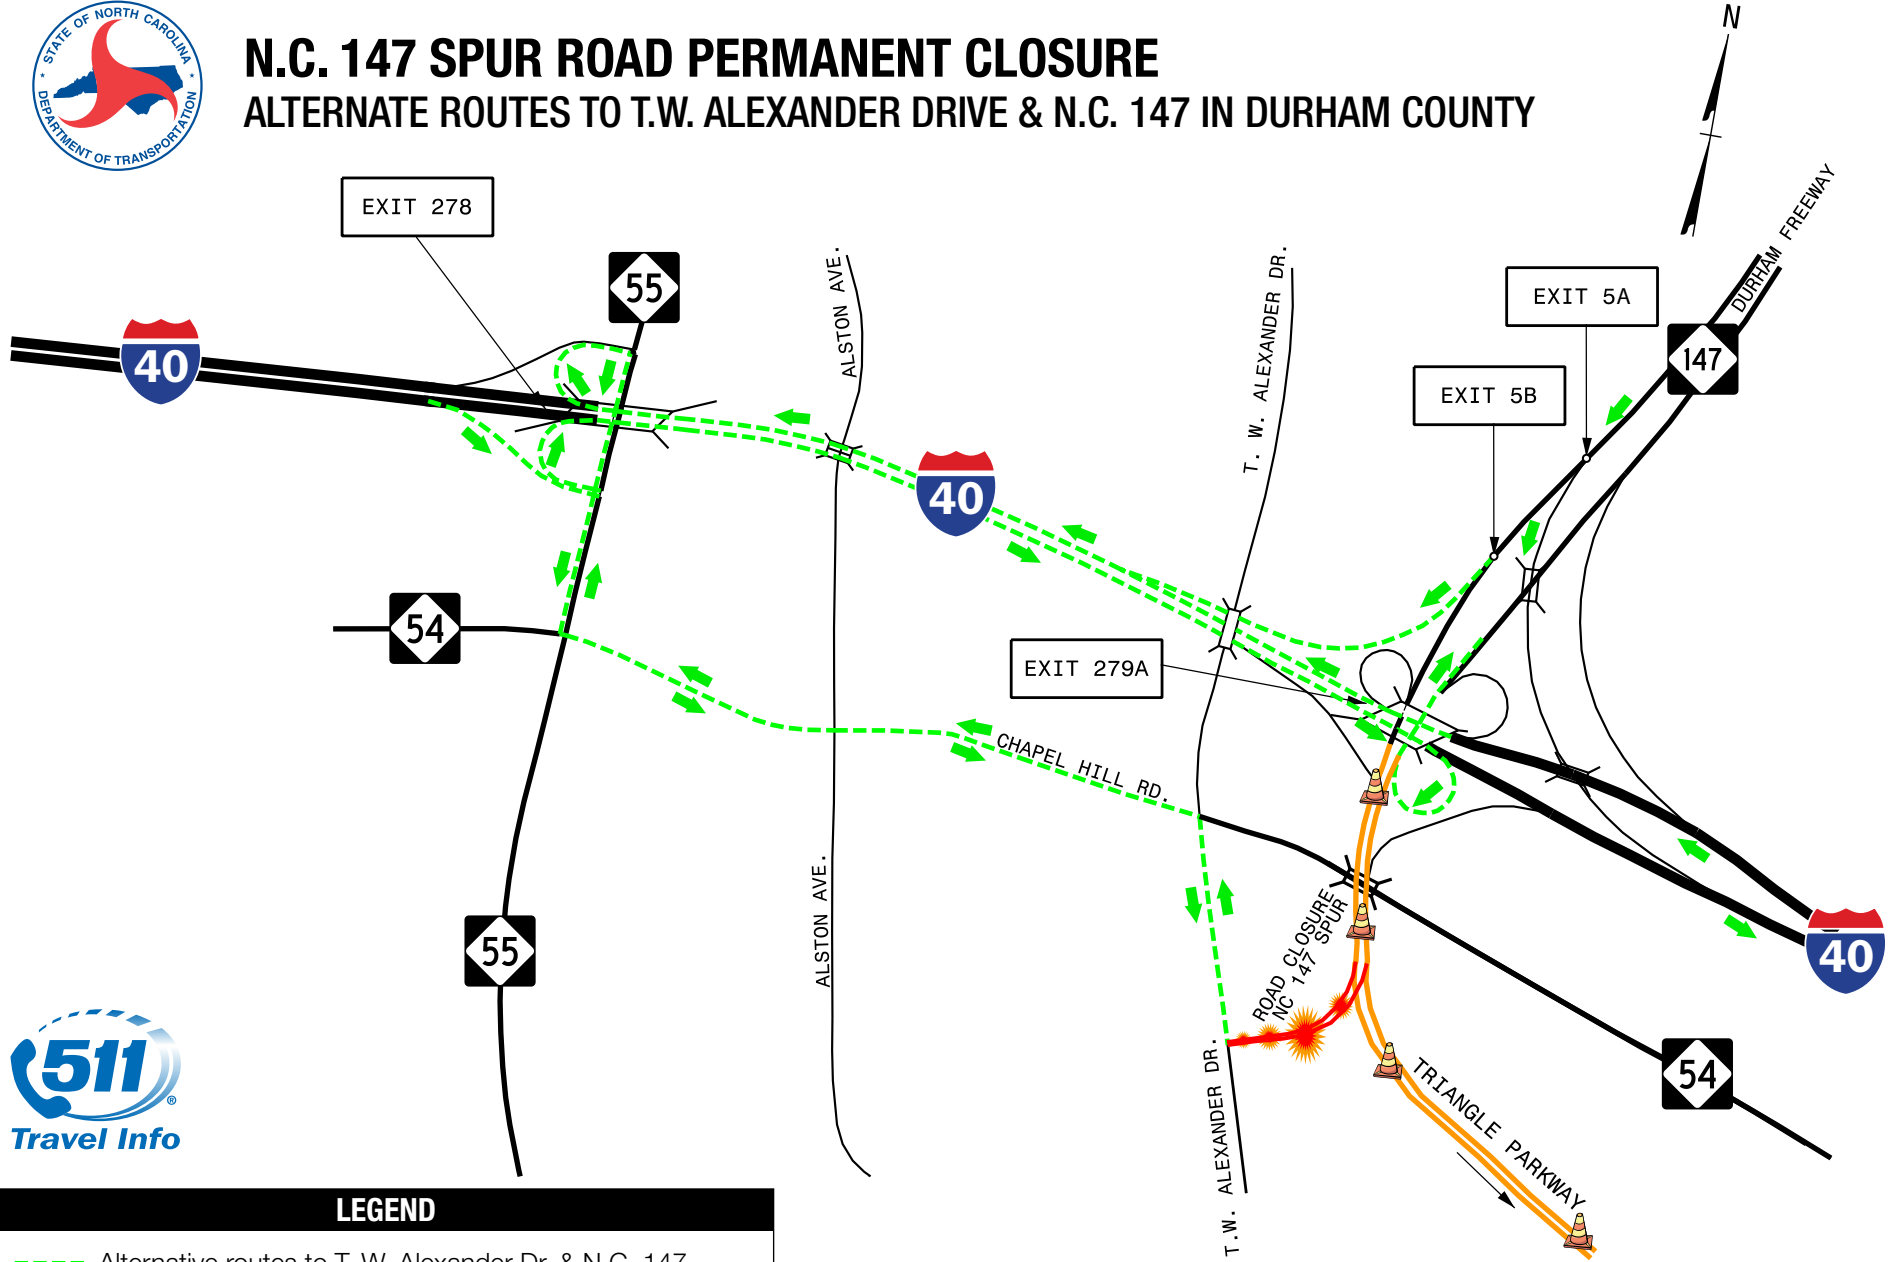 STATE OF NORTH CAROLINA
DEPARTMENT OF TRANSPORTATION
N.C. 147 SPUR ROAD PERMANENT CLOSURE
ALTERNATE ROUTES TO T.W. ALEXANDER DRIVE & N.C. 147 IN DURHAM COUNTY
N
EXIT 278
55
ALSTON AVE.
T. W. ALEXANDER DR.
EXIT 5A
DURHAM FREEWAY
40
147
EXIT 5B
40
54
EXIT 279A
CHAPEL HILL RD.
ALSTON AVE.
55
ROAD CLOSURE
NC 147 SPUR
40
511
®
Travel Info
T.W. ALEXANDER DR.
TRIANGLE PARKWAY
54
LEGEND
Alternative routes to T. W. Alexander Dr. & N.C. 147